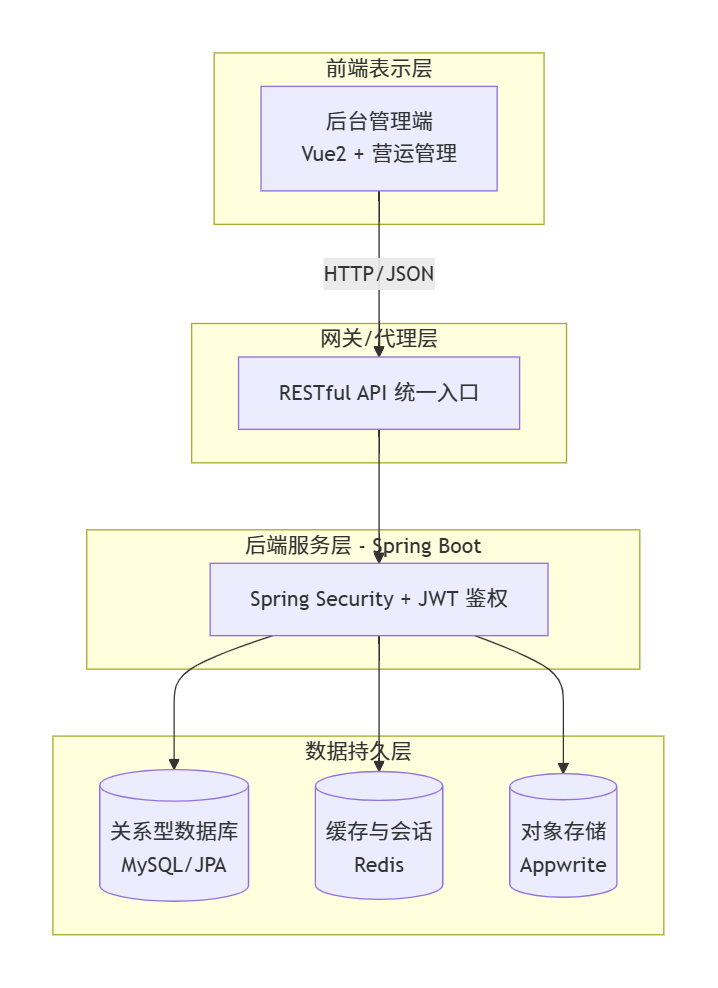 前端表示层
后台管理端
Vue2 + 营运管理
HTTP/JSON
网关/代理层
RESTful API 统一入口
后端服务层 - Spring Boot
Spring Security + JWT 鉴权
数据持久层
关系型数据库
MySQL/JPA
缓存与会话
Redis
对象存储
Appwrite